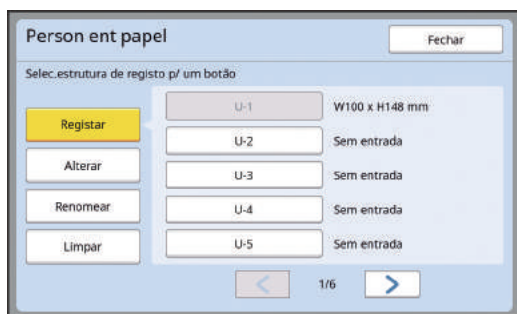 Person ent papel
Fechar
Selec.estrutura de registo p/ um botão
Registar
Alterar
Renomear
Limpar
U-1 W100 x H148 mm
U-2 Sem entrada
U-3 Sem entrada
U-4 Sem entrada
U-5 Sem entrada
1/6